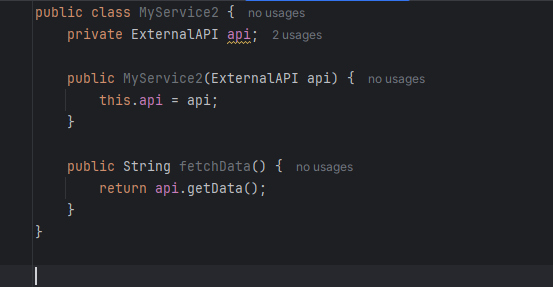 public class MyService2 { no usages
    private ExternalAPI api; 2 usages
    public MyService2(ExternalAPI api) { no usages
        this.api = api;
    }
    public String fetchData() { no usages
        return api.getData();
    }
}